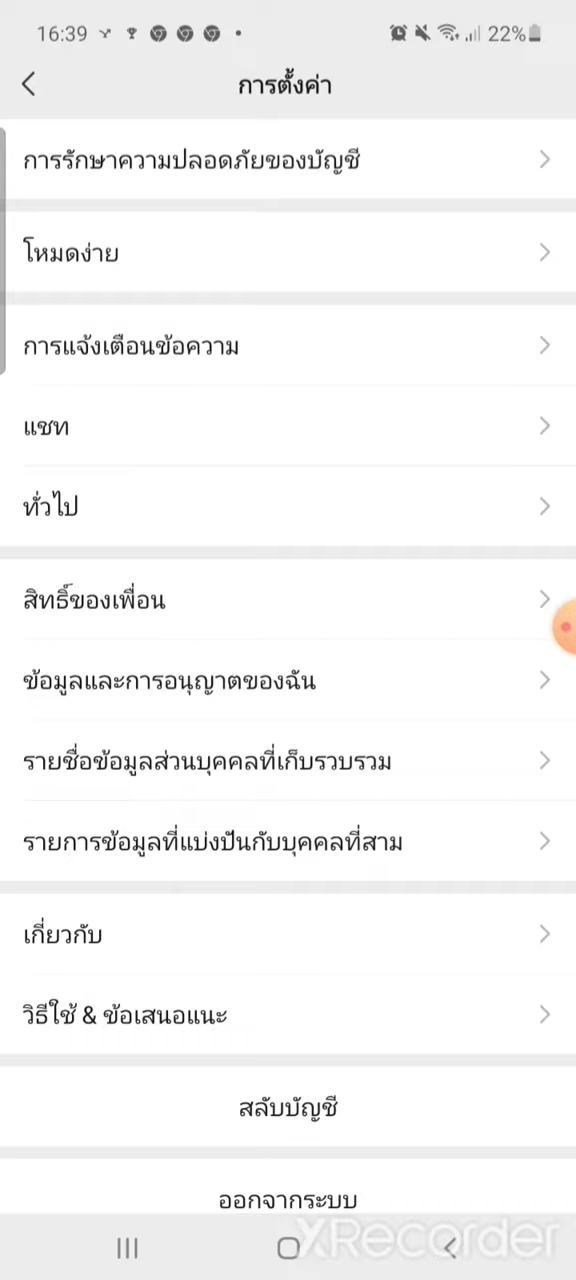 16:39
22%
การตั้งค่า
การรักษาความปลอดภัยของบัญชี
โหมดง่าย
การแจ้งเตือนข้อความ
แชท
ทั่วไป
สิทธิ์ของเพื่อน
ข้อมูลและการอนุญาตของฉัน
รายชื่อข้อมูลส่วนบุคคลที่เก็บรวบรวม
รายการข้อมูลที่แบ่งปันกับบุคคลที่สาม
เกี่ยวกับ
วิธีใช้ & ข้อเสนอแนะ
สลับบัญชี
ออกจากระบบ
XRecorder